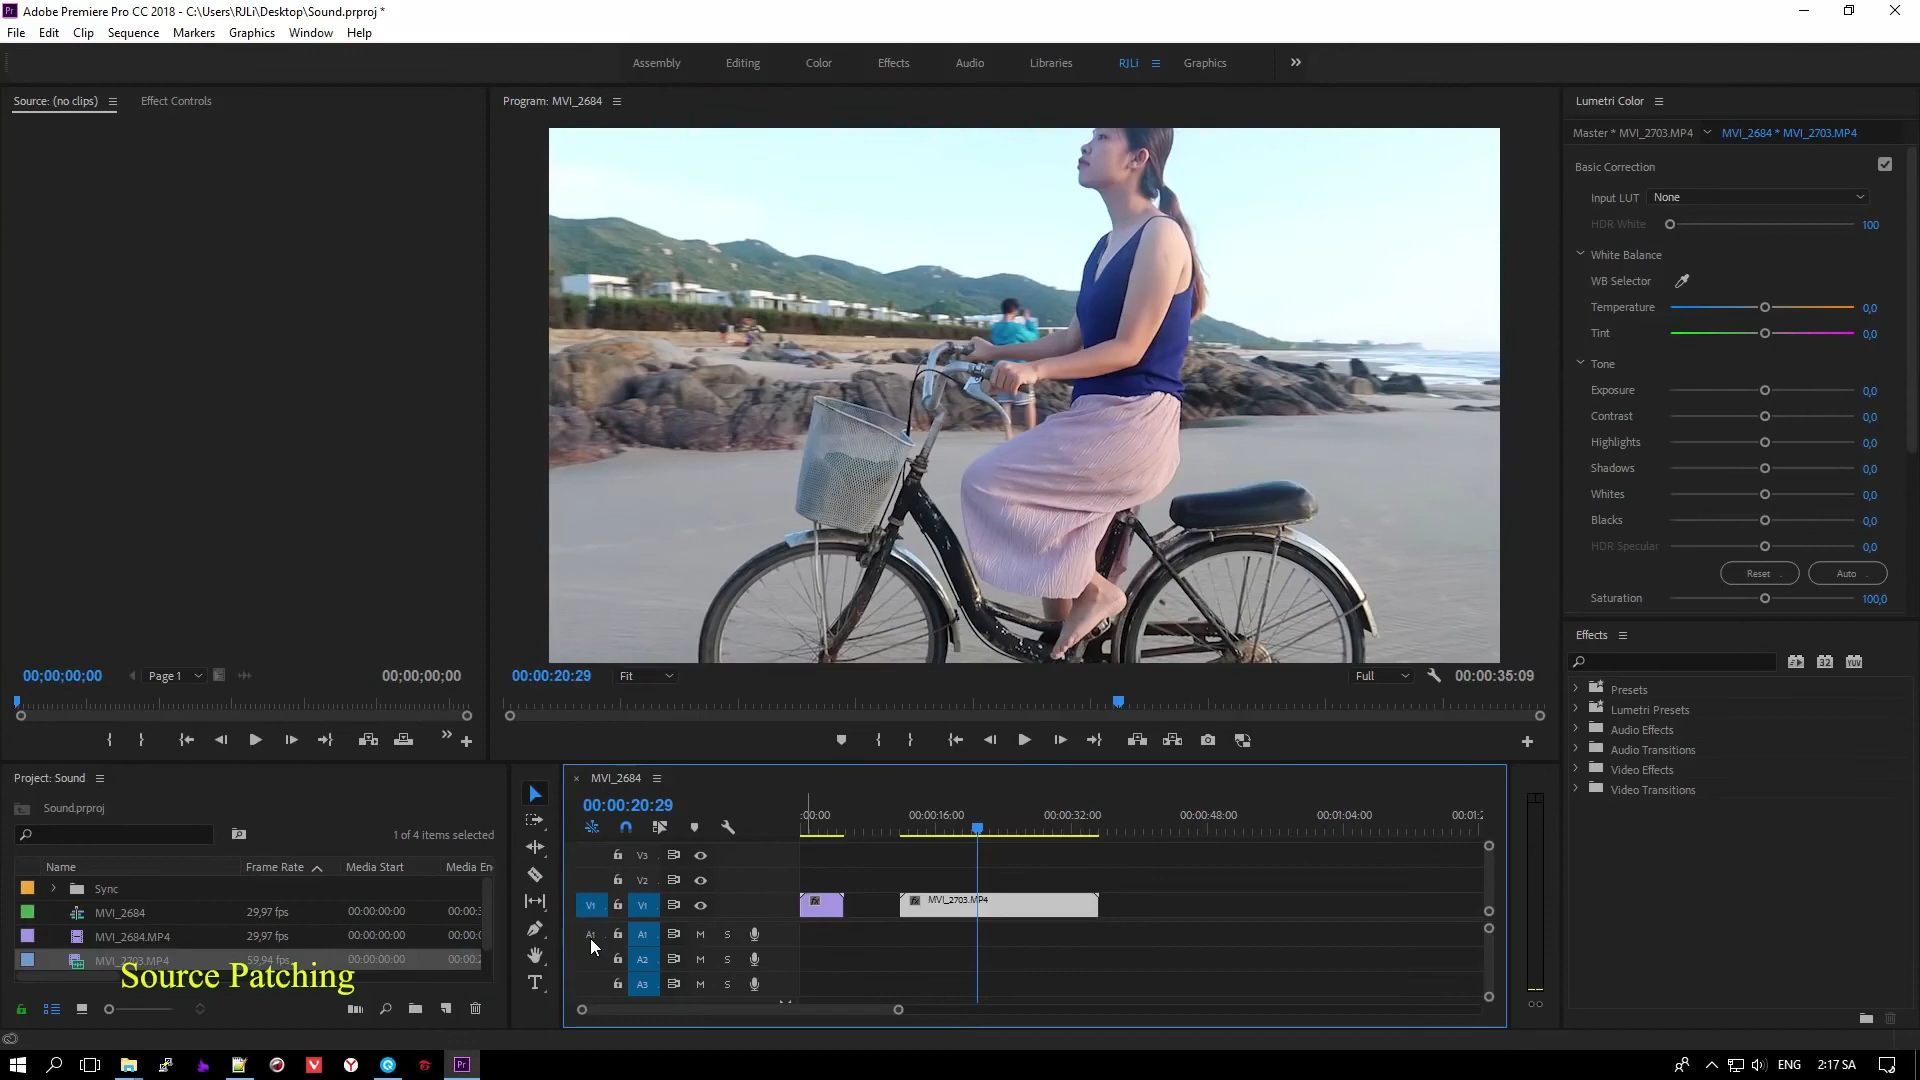 Adobe Premiere Pro CC 2018 - C:\Users\RJLi\Desktop\Sound.prproj *
File Edit Clip Sequence Markers Graphics Window Help
Assembly Editing Color Effects Audio Libraries RJLi Graphics
Source: (no clips) Effect Controls
Program: MVI_2684
Lumetri Color
Master * MVI_2703.MP4 MVI_2684 * MVI_2703.MP4
Basic Correction
Input LUT None
HDR White 100
White Balance
WB Selector
Temperature 0,0
Tint 0,0
Tone
Exposure 0,0
Contrast 0,0
Highlights 0,0
Shadows 0,0
Whites 0,0
Blacks 0,0
HDR Specular 0,0
Reset Auto
Saturation 100,0
00;00;00;00 Page 1 00;00;00;00
00:00:20:29 Fit Full 00:00:35:09
Effects
32 YUV
Presets
Lumetri Presets
Audio Effects
Audio Transitions
Video Effects
Video Transitions
Project: Sound
Sound.prproj
1 of 4 items selected
Name Frame Rate Media Start Media En
Sync
MVI_2684 29,97 fps 00:00:00:00 00:00:3
MVI_2684.MP4 29,97 fps 00:00:00:00 00:00:0
MVI_2703.MP4 59,94 fps 00:00:00:00 00:00:2
Source Patching
MVI_2684
00:00:20:29
:00:00 00:00:16:00 00:00:32:00 00:00:48:00 00:01:04:00 00:01:2
V3
V2
V1 V1 fx fx MVI_2703.MP4
A1 A1 M S
A2 M S
A3 M S
Pr ENG 2:17 SA